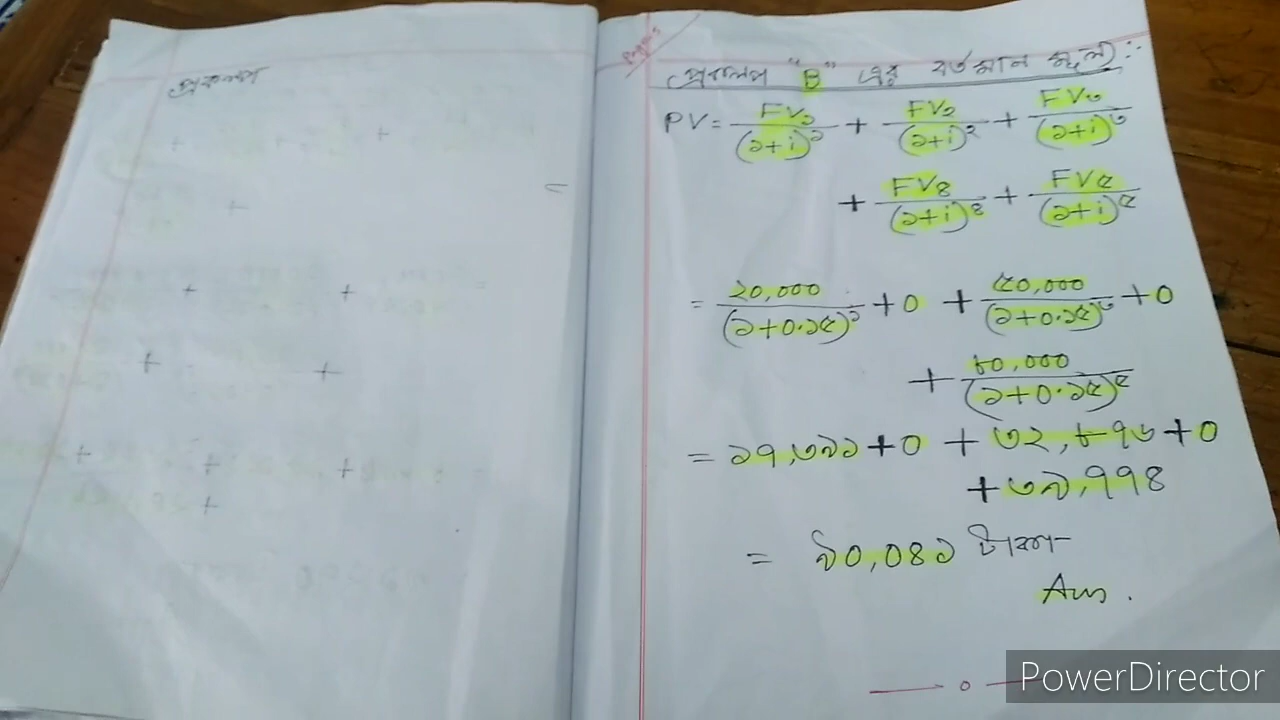 প্রকল্প
প্রকল্প "B" এর বর্তমান মূল্য:-
PV = FV১/(১+i)^১ + FV২/(১+i)^২ + FV৩/(১+i)^৩
+ FV৪/(১+i)^৪ + FV৫/(১+i)^৫
= ২০,০০০/(১+০.১৫)^১ + ০ + ৫০,০০০/(১+০.১৫)^৩ + ০
+ ৮০,০০০/(১+০.১৫)^৫
= ১৭,৩৯১ + ০ + ৩২,৮৭৬ + ০
+ ৩৯,৭৭৪
= ৯০,০৪১ টাকা
Ans.
PowerDirector